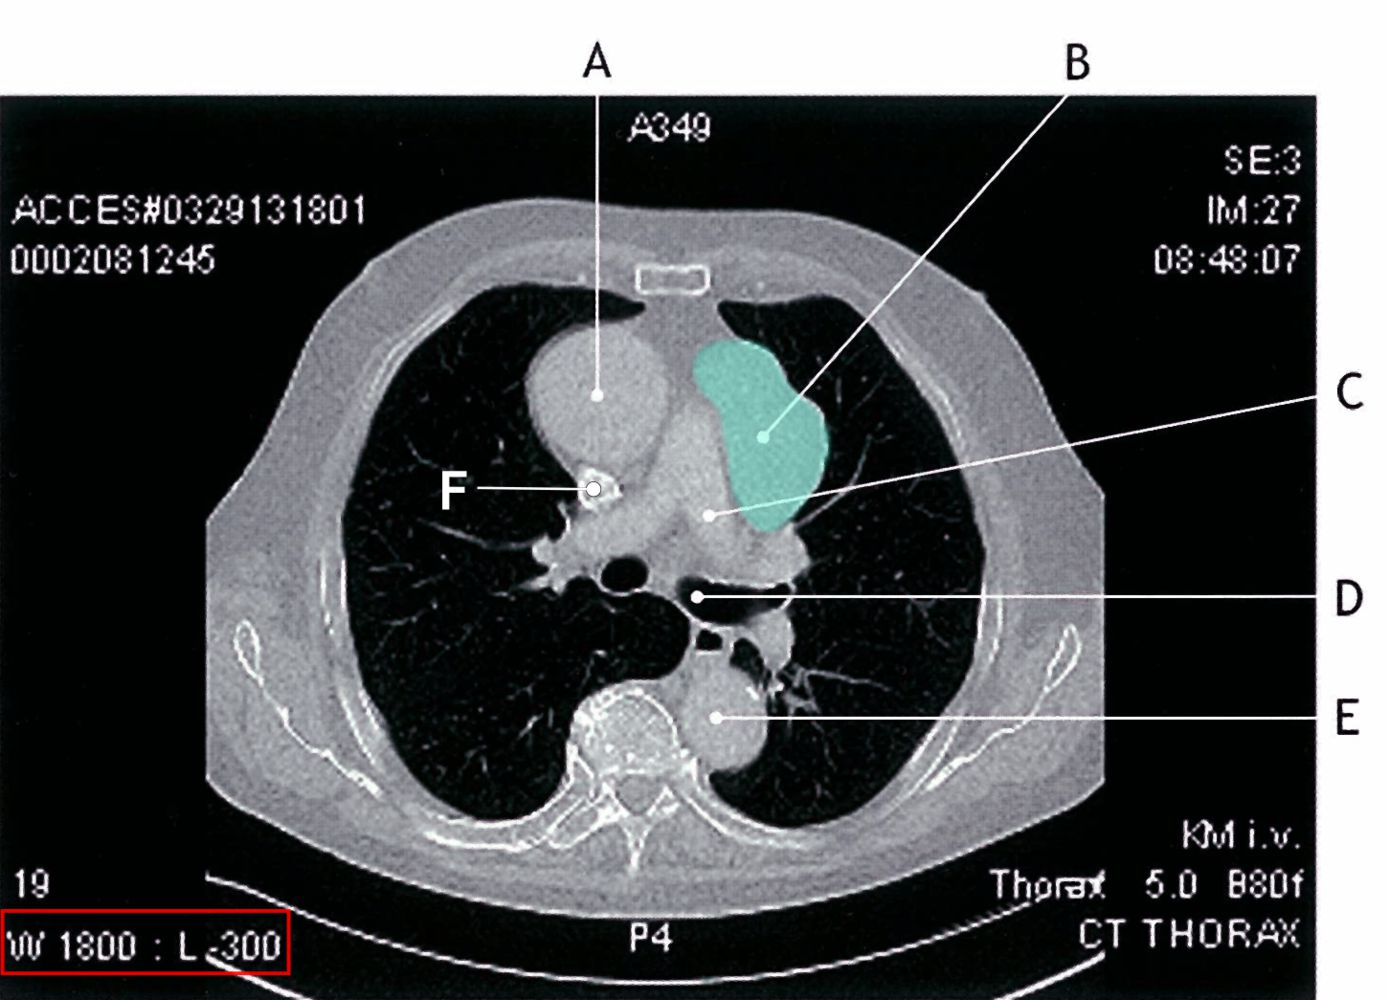 A
B
A349
SE:3
ACCES#0329131801
IM:27
0002081245
08:48:07
C
F
D
E
KM i.v.
19
Thorax 5.0 B80f
W 1800 : L -300
P4
CT THORAX